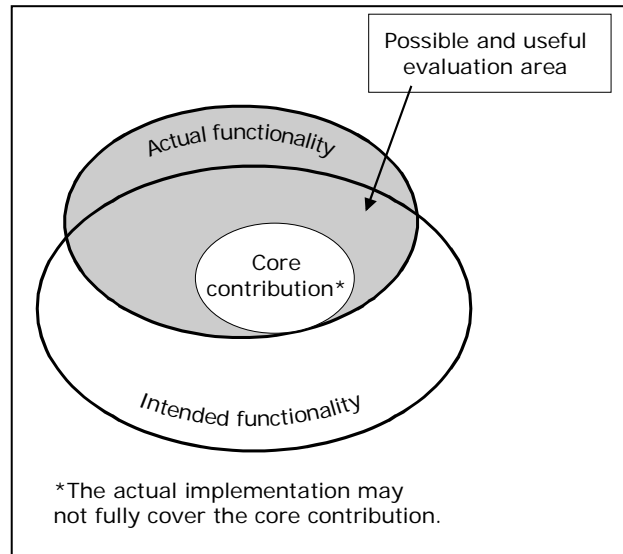 Possible and useful
evaluation area
Actual functionality
Core
contribution*
Intended functionality
*The actual implementation may
not fully cover the core contribution.